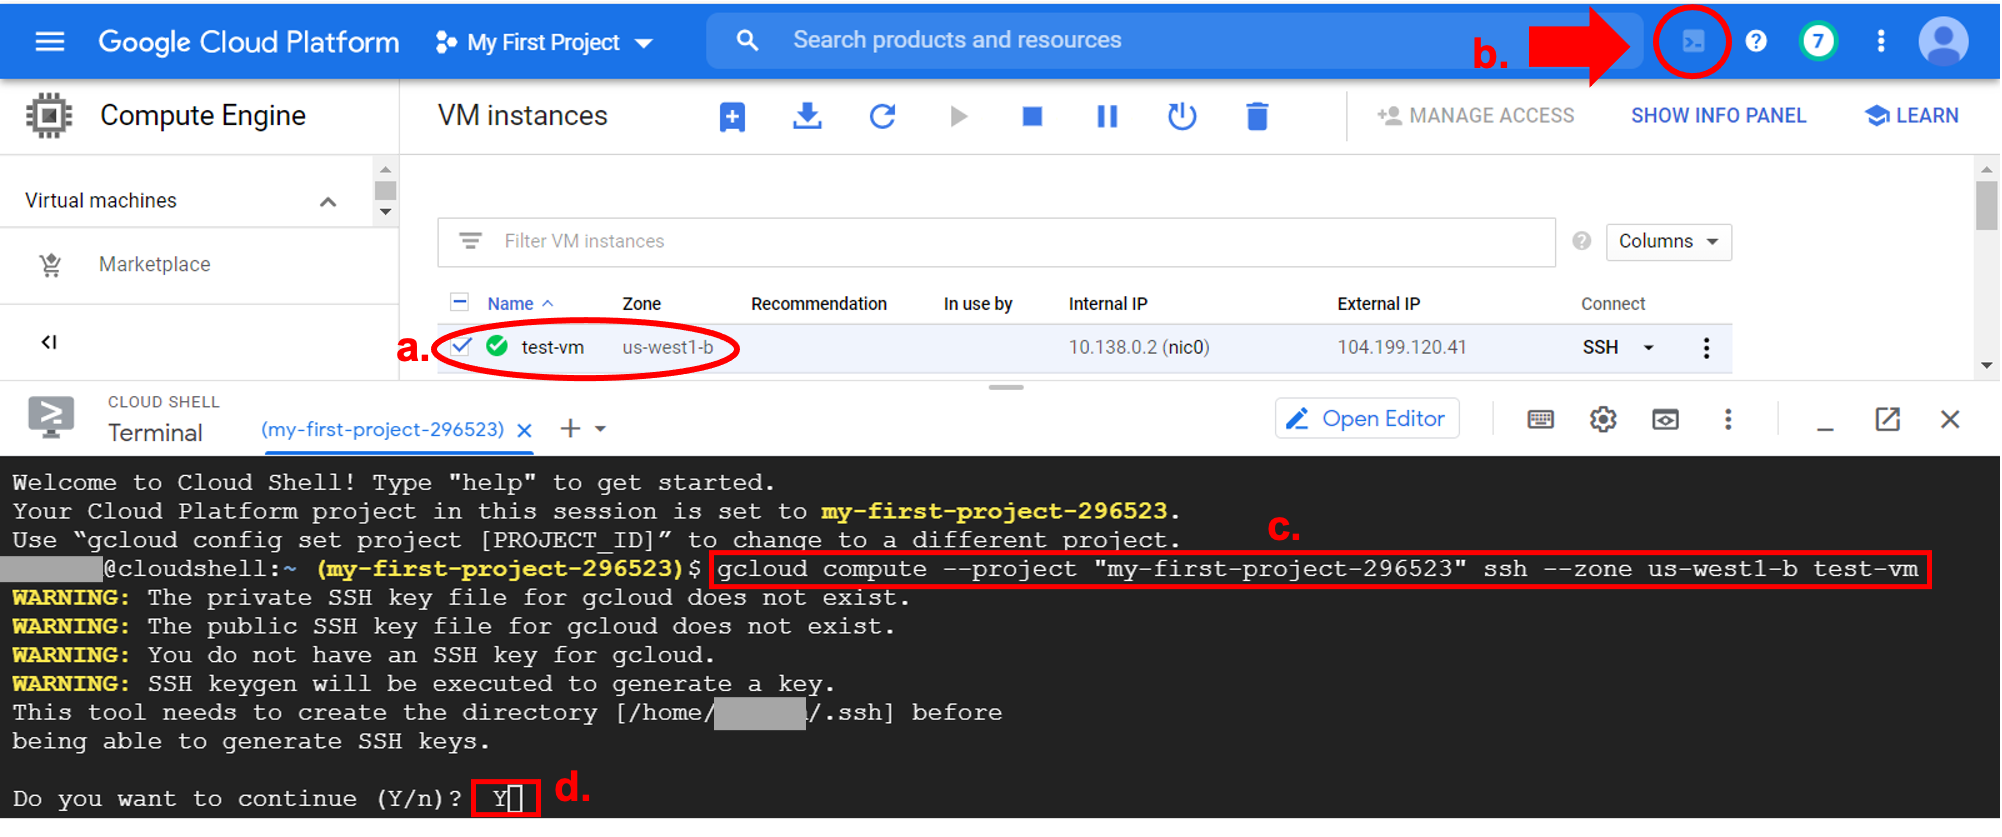 Google Cloud Platform My First Project Search products and resources b. 7
Compute Engine VM instances MANAGE ACCESS SHOW INFO PANEL LEARN
Virtual machines
Marketplace
Filter VM instances Columns
Name Zone Recommendation In use by Internal IP External IP Connect
a. test-vm us-west1-b 10.138.0.2 (nic0) 104.199.120.41 SSH
CLOUD SHELL
Terminal (my-first-project-296523) Open Editor
Welcome to Cloud Shell! Type "help" to get started.
Your Cloud Platform project in this session is set to my-first-project-296523.
Use “gcloud config set project [PROJECT_ID]” to change to a different project.
c.
@cloudshell:~ (my-first-project-296523)$ gcloud compute --project "my-first-project-296523" ssh --zone us-west1-b test-vm
WARNING: The private SSH key file for gcloud does not exist.
WARNING: The public SSH key file for gcloud does not exist.
WARNING: You do not have an SSH key for gcloud.
WARNING: SSH keygen will be executed to generate a key.
This tool needs to create the directory [/home/ /.ssh] before
being able to generate SSH keys.
Do you want to continue (Y/n)? Y d.